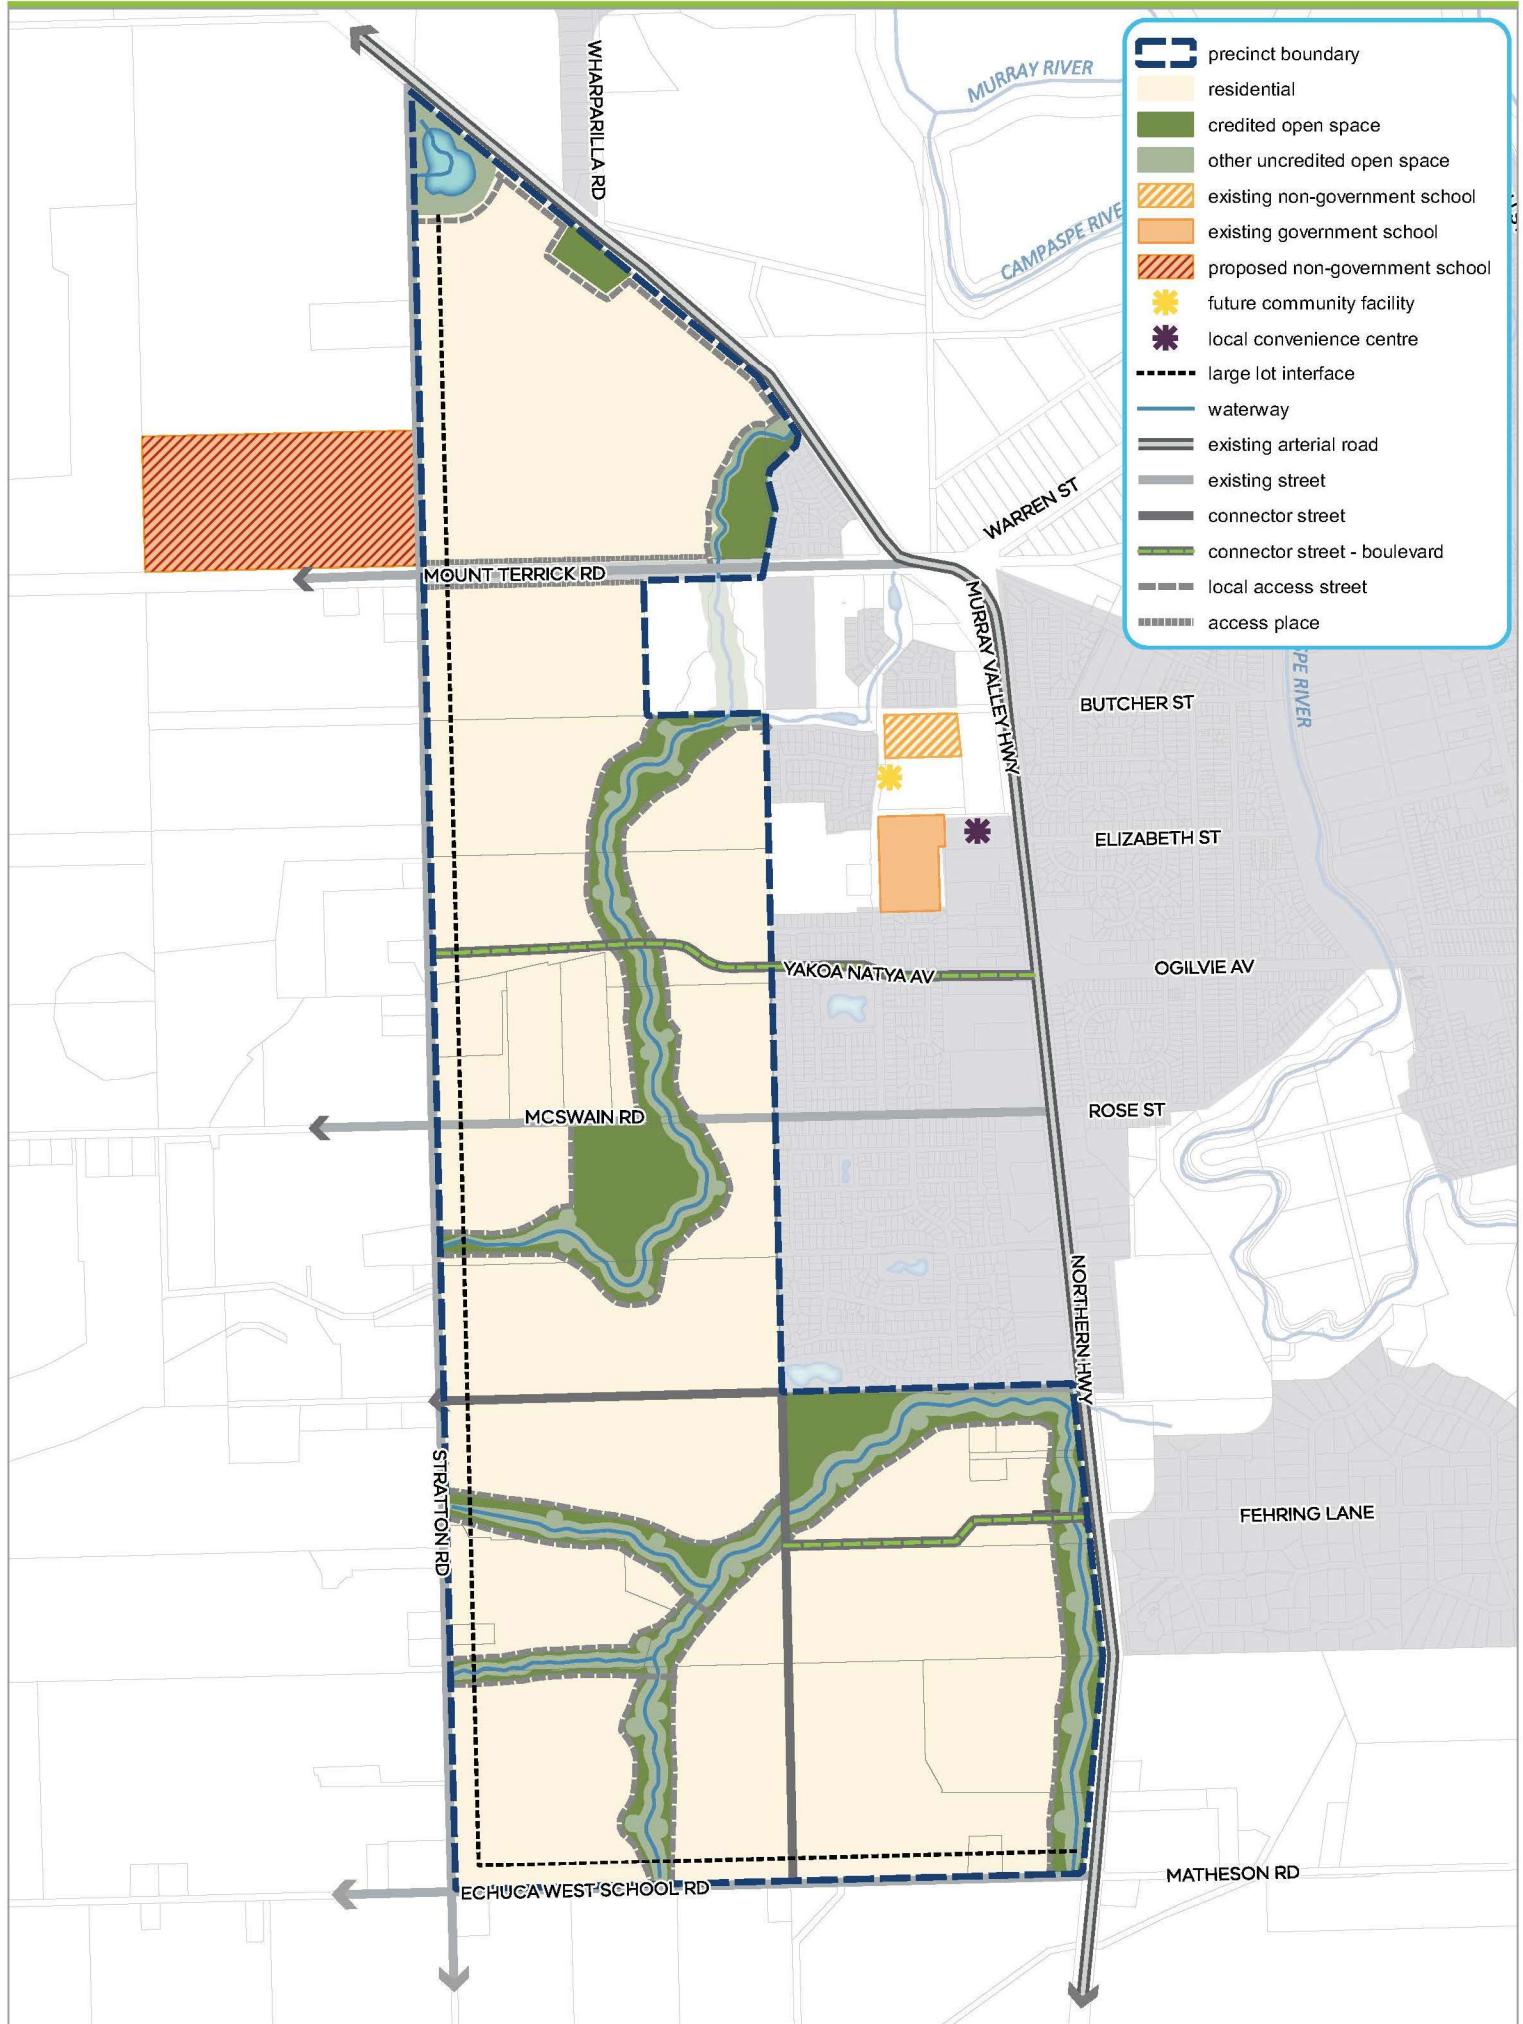 precinct boundary
residential
credited open space
other uncredited open space
existing non-government school
existing government school
proposed non-government school
future community facility
local convenience centre
large lot interface
waterway
existing arterial road
existing street
connector street
connector street - boulevard
local access street
access place
WHARPARILLA RD
MURRAY RIVER
CAMPASPE RIVE
WARREN ST
MOUNT TERRICK RD
MURRAY VALLEY HWY
PE RIVER
BUTCHER ST
ELIZABETH ST
YAKOA NATYA AV
OGILVIE AV
MCSWAIN RD
ROSE ST
NORTHERN HWY
STRATTON RD
FEHRING LANE
ECHUCA WEST SCHOOL RD
MATHESON RD